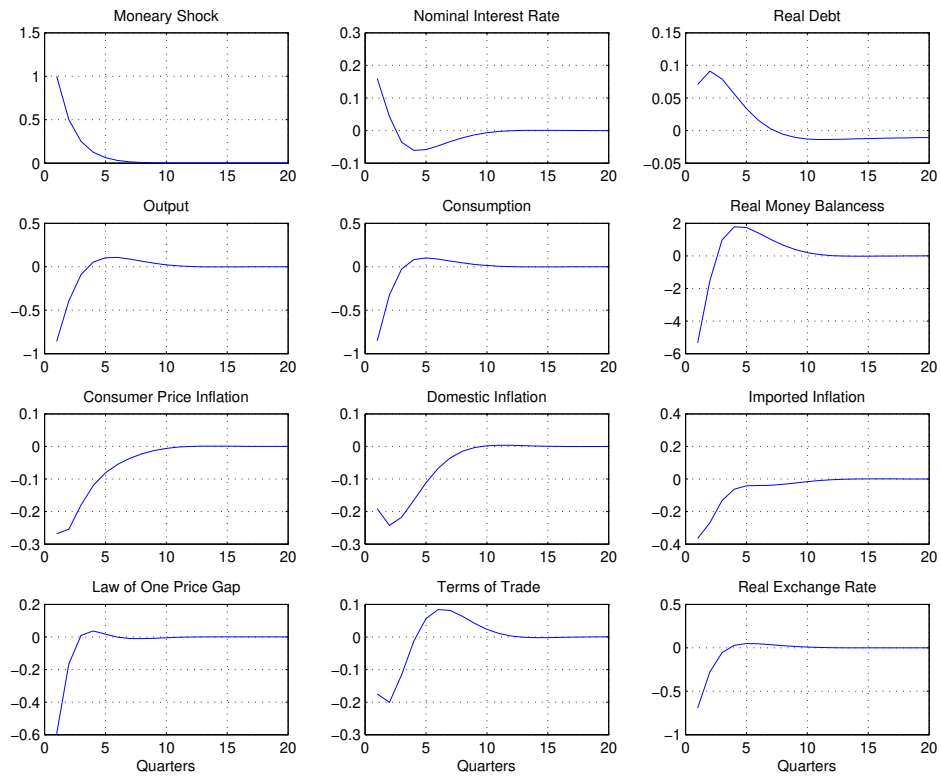 Moneary Shock
1.5
1
0.5
0
0 5 10 15 20
Nominal Interest Rate
0.3
0.2
0.1
0
−0.1
0 5 10 15 20
Real Debt
0.15
0.1
0.05
0
−0.05
0 5 10 15 20
Output
0.5
0
−0.5
−1
0 5 10 15 20
Consumption
0.5
0
−0.5
−1
0 5 10 15 20
Real Money Balancess
2
0
−2
−4
−6
0 5 10 15 20
Consumer Price Inflation
0.1
0
−0.1
−0.2
−0.3
0 5 10 15 20
Domestic Inflation
0.1
0
−0.1
−0.2
−0.3
0 5 10 15 20
Imported Inflation
0.4
0.2
0
−0.2
−0.4
0 5 10 15 20
Law of One Price Gap
0.2
0
−0.2
−0.4
−0.6
0 5 10 15 20
Quarters
Terms of Trade
0.1
0
−0.1
−0.2
−0.3
0 5 10 15 20
Quarters
Real Exchange Rate
0.5
0
−0.5
−1
0 5 10 15 20
Quarters